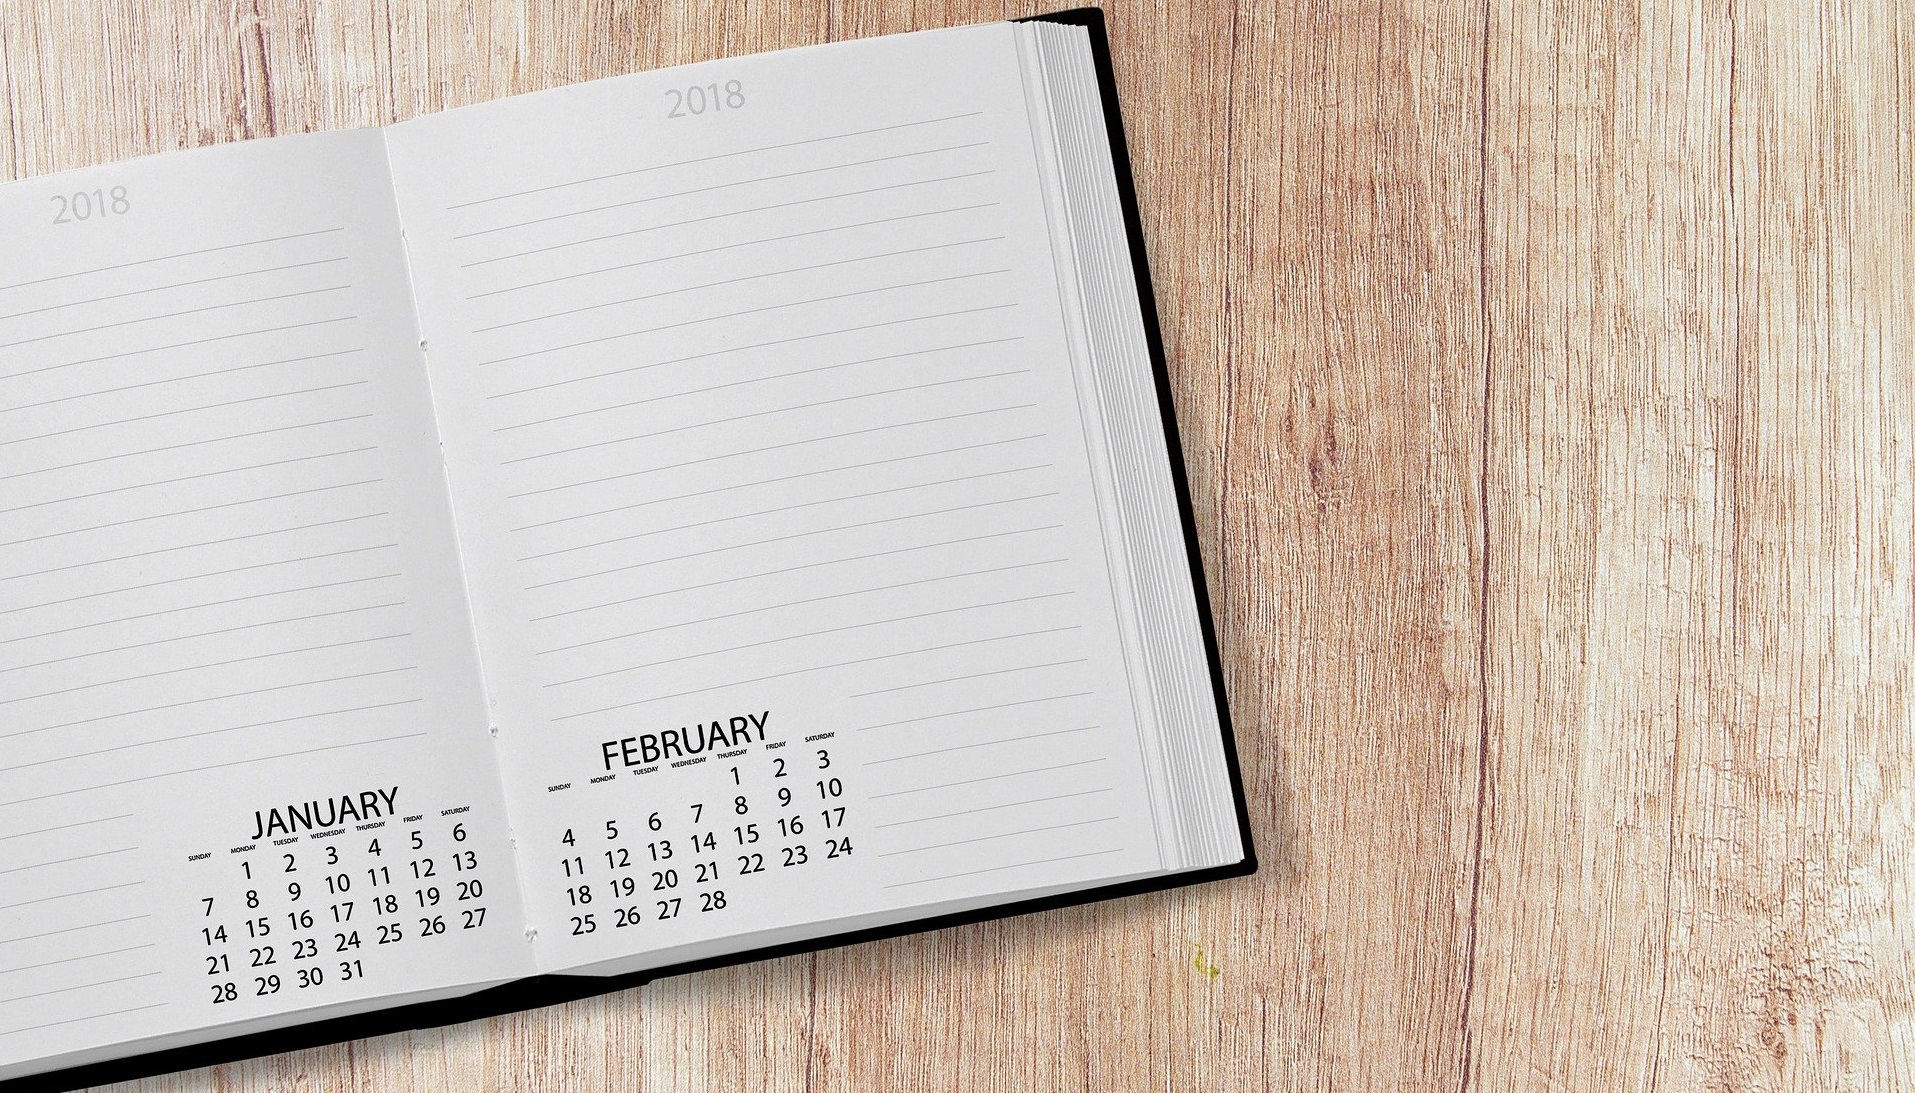 2018
JANUARY
SUNDAY MONDAY TUESDAY WEDNESDAY THURSDAY FRIDAY SATURDAY
1 2 3 4 5 6
7 8 9 10 11 12 13
14 15 16 17 18 19 20
21 22 23 24 25 26 27
28 29 30 31
2018
FEBRUARY
SUNDAY MONDAY TUESDAY WEDNESDAY THURSDAY FRIDAY SATURDAY
1 2 3
4 5 6 7 8 9 10
11 12 13 14 15 16 17
18 19 20 21 22 23 24
25 26 27 28